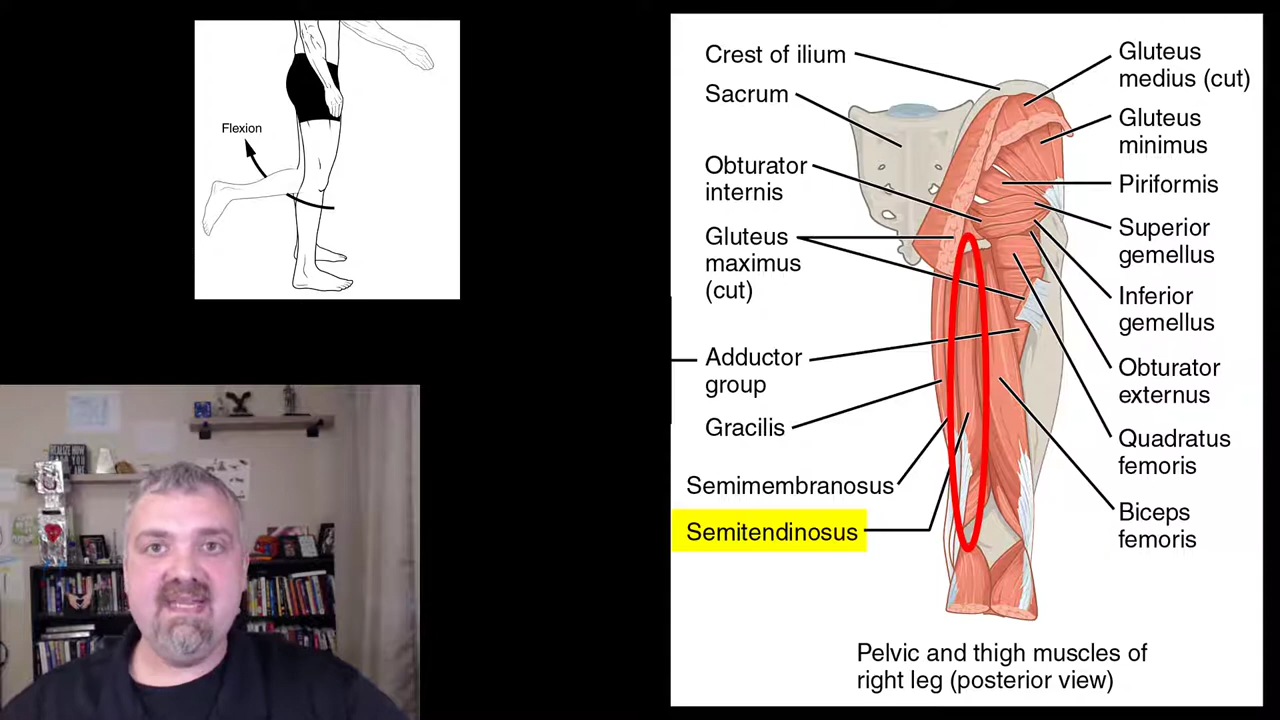 Flexion
Crest of ilium
Sacrum
Obturator
internis
Gluteus
maximus
(cut)
Adductor
group
Gracilis
Semimembranosus
Semitendinosus
Gluteus
medius (cut)
Gluteus
minimus
Piriformis
Superior
gemellus
Inferior
gemellus
Obturator
externus
Quadratus
femoris
Biceps
femoris
Pelvic and thigh muscles of
right leg (posterior view)
REALIZE HOW